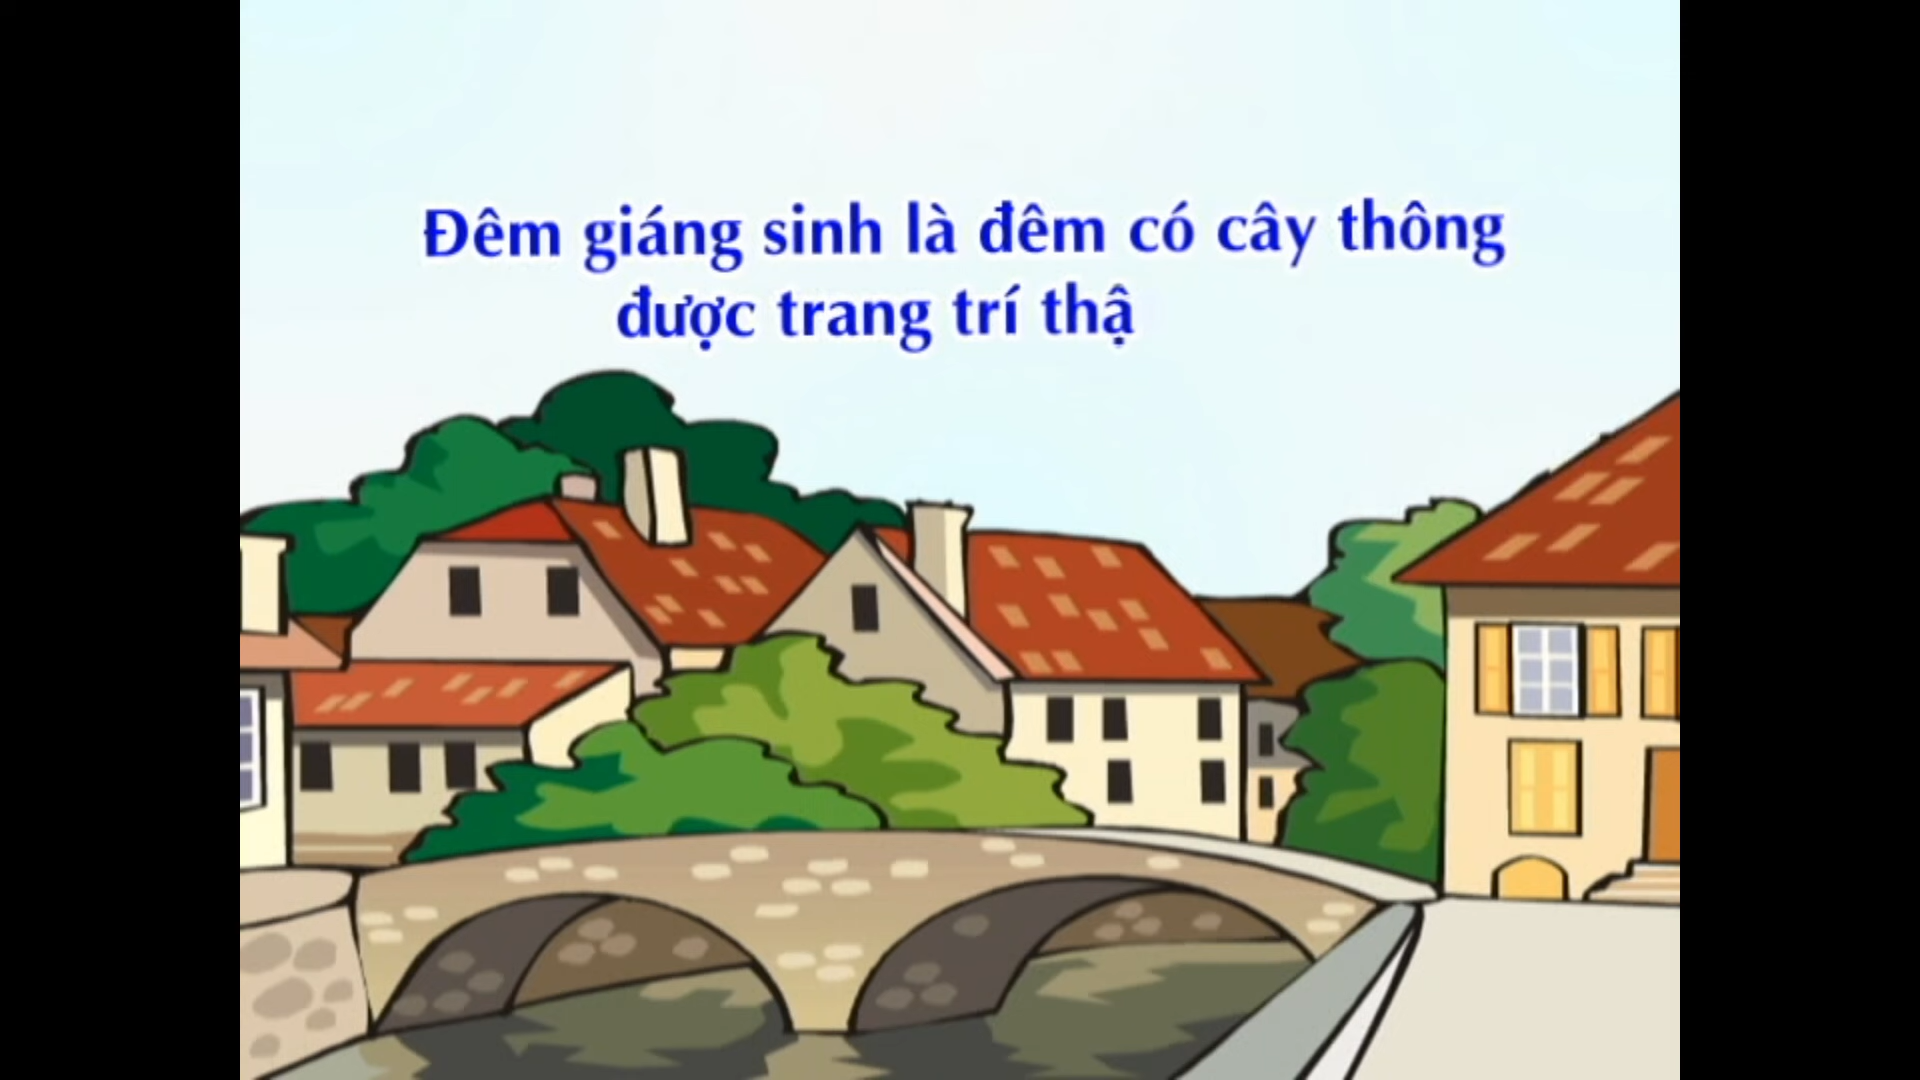 Đêm giáng sinh là đêm có cây thông
được trang trí thậ